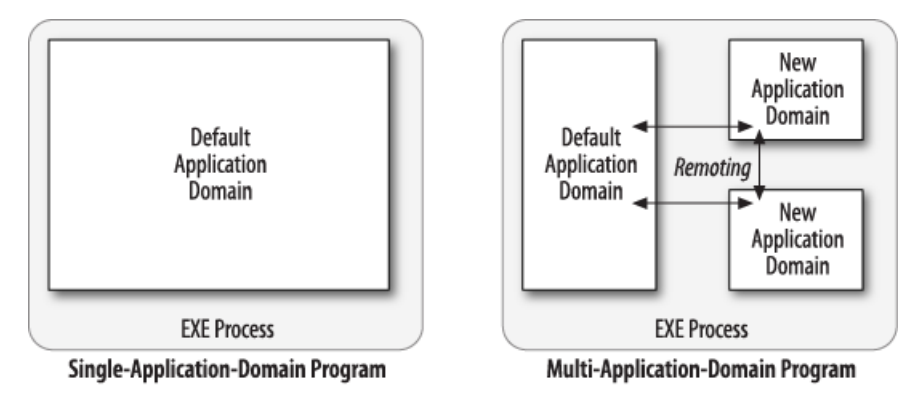 Default
Application
Domain
EXE Process
Single-Application-Domain Program
Default
Application
Domain
New
Application
Domain
Remoting
New
Application
Domain
EXE Process
Multi-Application-Domain Program